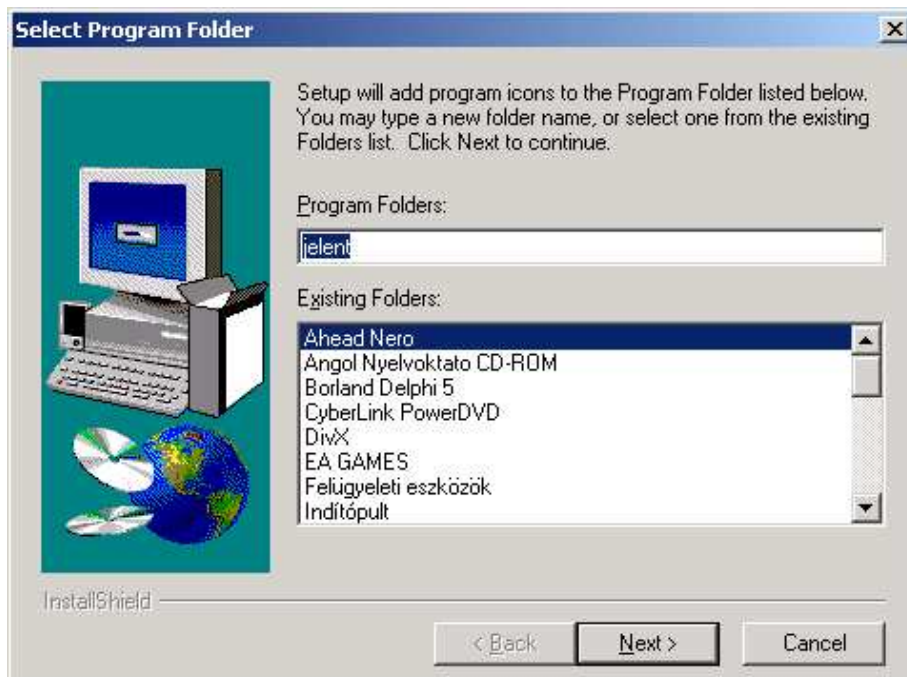 Select Program Folder
Setup will add program icons to the Program Folder listed below.
You may type a new folder name, or select one from the existing
Folders list. Click Next to continue.
Program Folders:
jelent
Existing Folders:
Ahead Nero
Angol Nyelvoktato CD-ROM
Borland Delphi 5
CyberLink PowerDVD
DivX
EA GAMES
Felügyeleti eszközök
Indítópult
InstallShield
< Back
Next >
Cancel